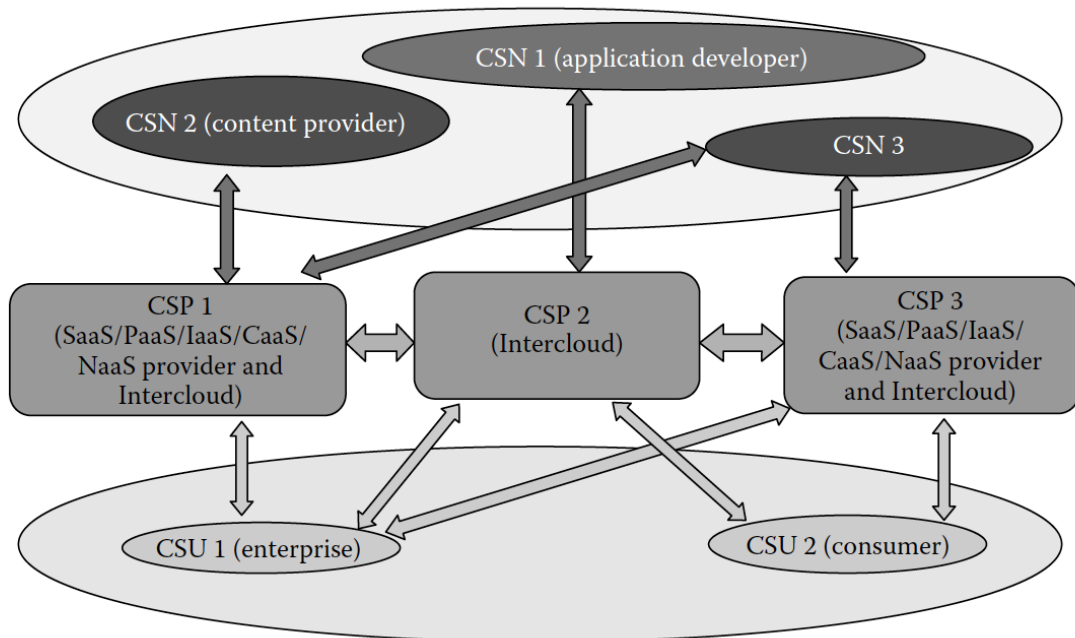 CSN 1 (application developer)
CSN 2 (content provider)
CSN 3
CSP 1
(SaaS/PaaS/IaaS/CaaS/
NaaS provider and
Intercloud)
CSP 2
(Intercloud)
CSP 3
(SaaS/PaaS/IaaS/
CaaS/NaaS provider
and Intercloud)
CSU 1 (enterprise)
CSU 2 (consumer)